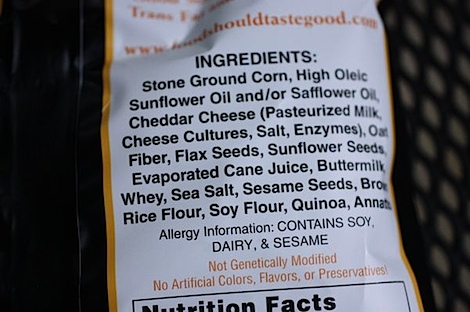 Trans Fat
www.foodshouldtastegood.com
INGREDIENTS:
Stone Ground Corn, High Oleic
Sunflower Oil and/or Safflower Oil,
Cheddar Cheese (Pasteurized Milk,
Cheese Cultures, Salt, Enzymes), Oat
Fiber, Flax Seeds, Sunflower Seeds,
Evaporated Cane Juice, Buttermilk,
Whey, Sea Salt, Sesame Seeds, Brow
Rice Flour, Soy Flour, Quinoa, Annatt
Allergy Information: CONTAINS SOY,
DAIRY, & SESAME
Not Genetically Modified
No Artificial Colors, Flavors, or Preservatives!
Nutrition Facts